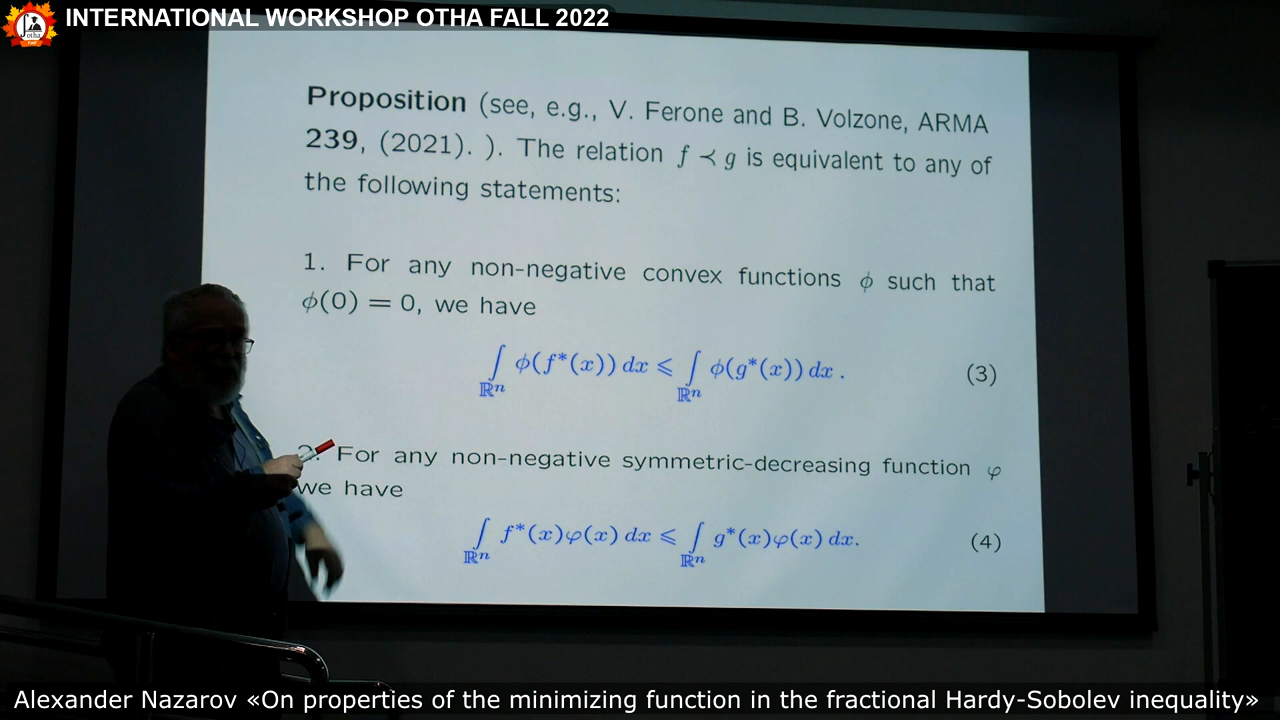 INTERNATIONAL WORKSHOP OTHA FALL 2022
otha
Proposition (see, e.g., V. Ferone and B. Volzone, ARMA
239, (2021). ). The relation f ≺ g is equivalent to any of
the following statements:
1. For any non-negative convex functions ϕ such that
ϕ(0) = 0, we have
∫ ϕ(f*(x)) dx ⩽ ∫ ϕ(g*(x)) dx . (3)
ℝⁿ ℝⁿ
2. For any non-negative symmetric-decreasing function φ
we have
∫ f*(x)φ(x) dx ⩽ ∫ g*(x)φ(x) dx. (4)
ℝⁿ ℝⁿ
Alexander Nazarov «On properties of the minimizing function in the fractional Hardy-Sobolev inequality»